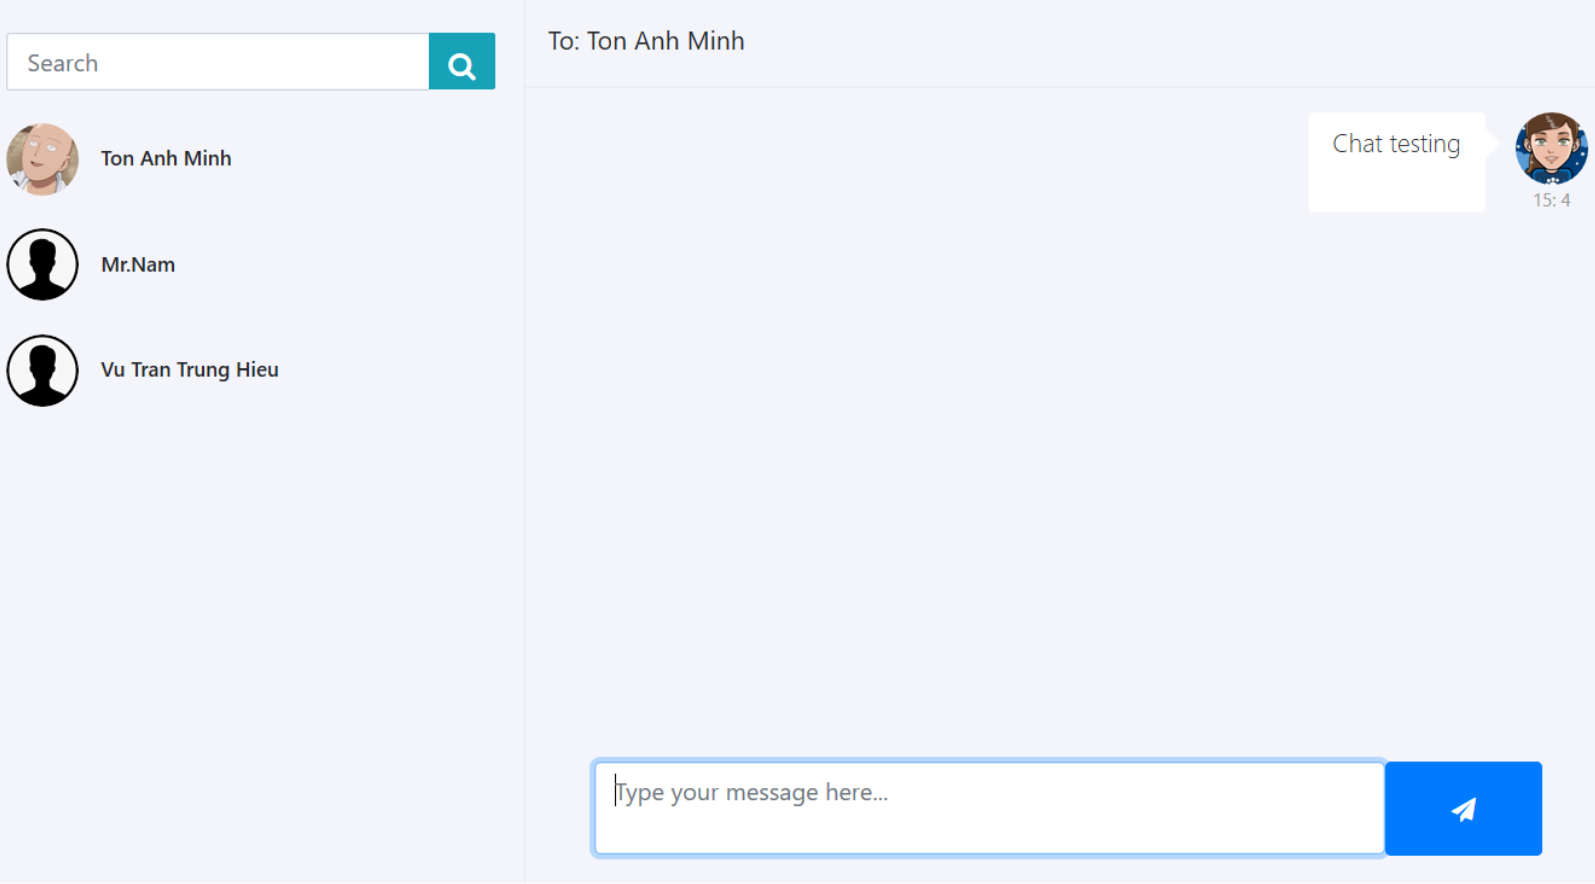 Search
Ton Anh Minh
Mr.Nam
Vu Tran Trung Hieu
To: Ton Anh Minh
Chat testing
15: 4
Type your message here...